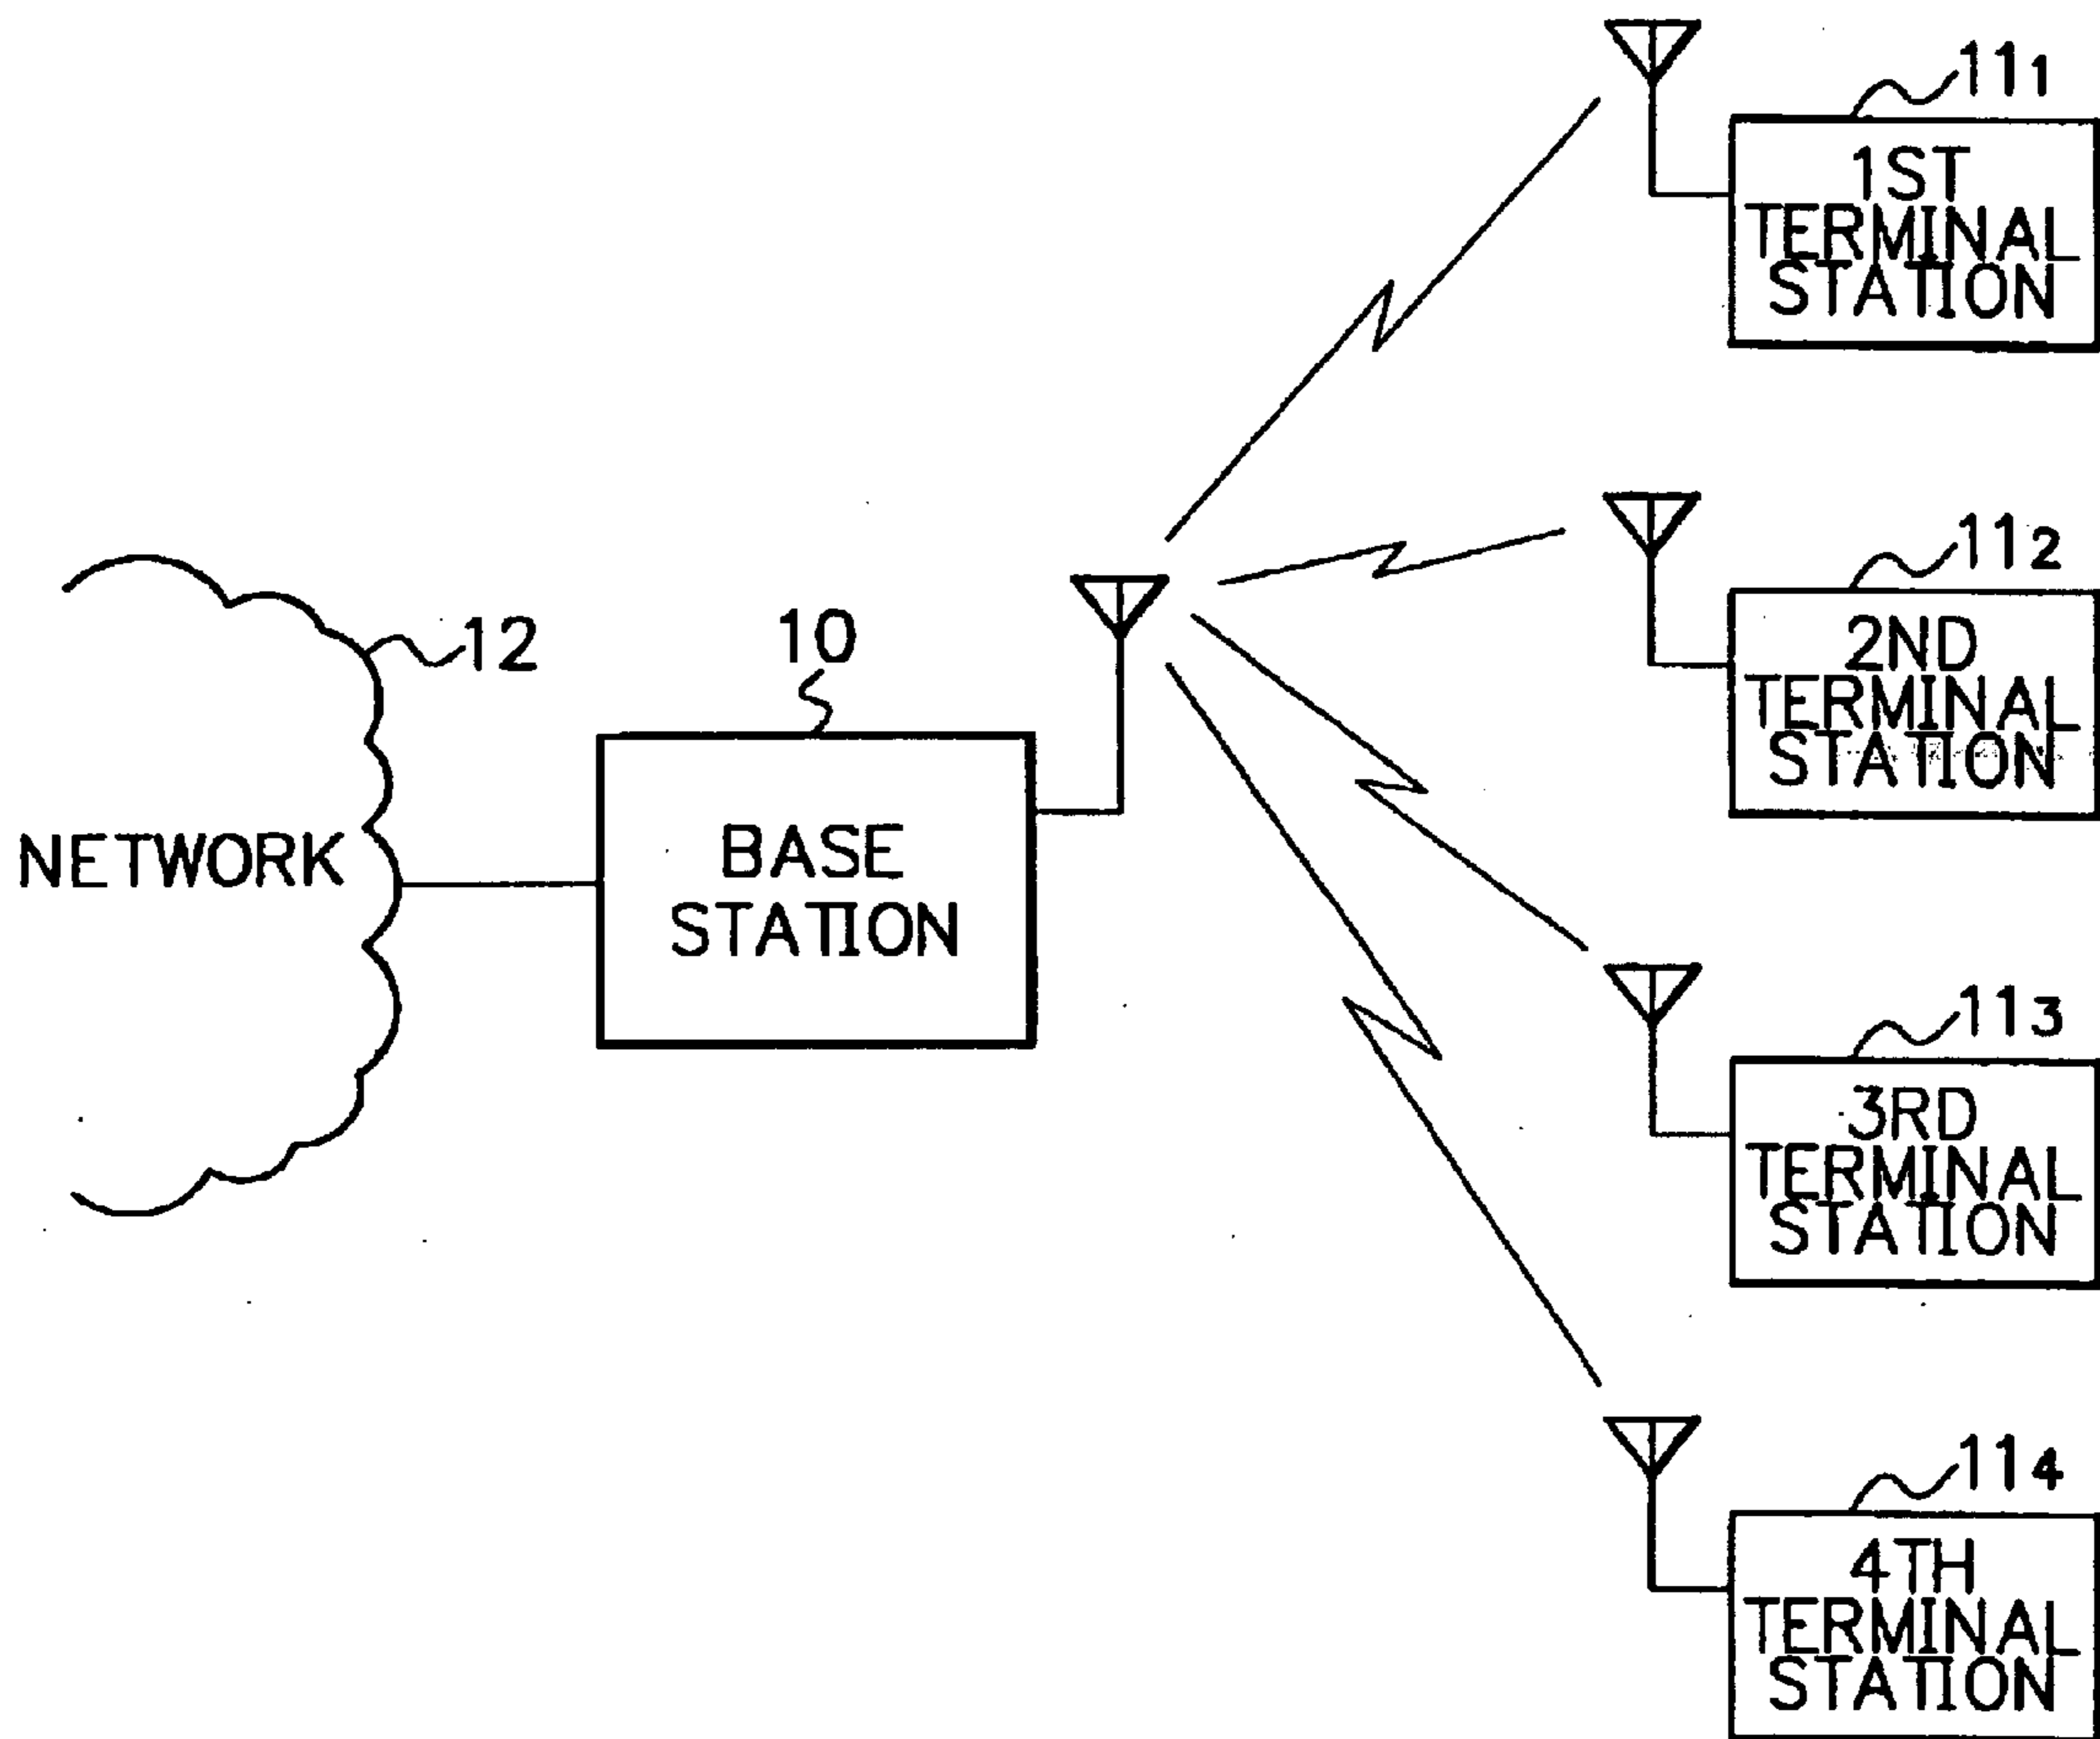 11₁
1ST
TERMINAL
STATION
11₂
2ND
TERMINAL
STATION
12
10
NETWORK
BASE
STATION
11₃
3RD
TERMINAL
STATION
11₄
4TH
TERMINAL
STATION